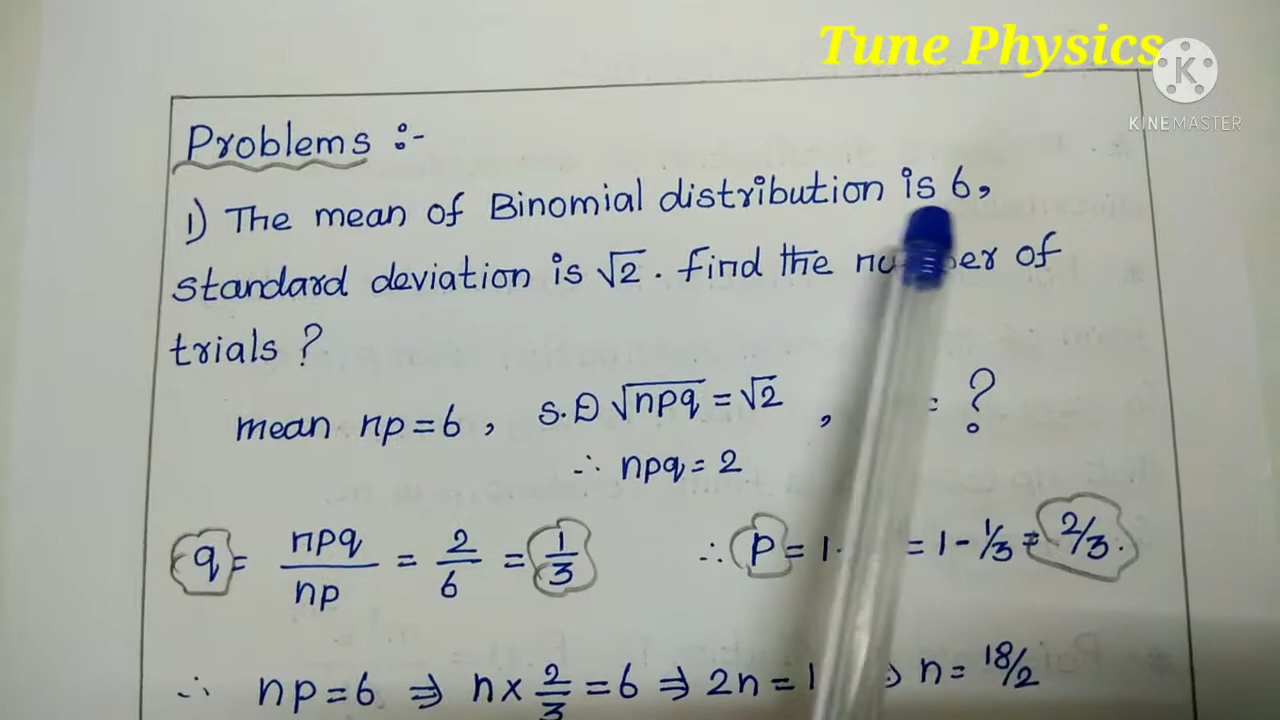 Tune Physics
K
KINEMASTER
Problems :-
1) The mean of Binomial distribution is 6,
standard deviation is √2 . Find the of
trials ?
mean np = 6 , S.D √npq = √2 , = ?
∴ npq = 2
q = npq/np = 2/6 = 1/3 ∴ p = 1 - = 1 - 1/3 = 2/3.
∴ np = 6 ⇒ n x 2/3 = 6 ⇒ 2n = n = 18/2